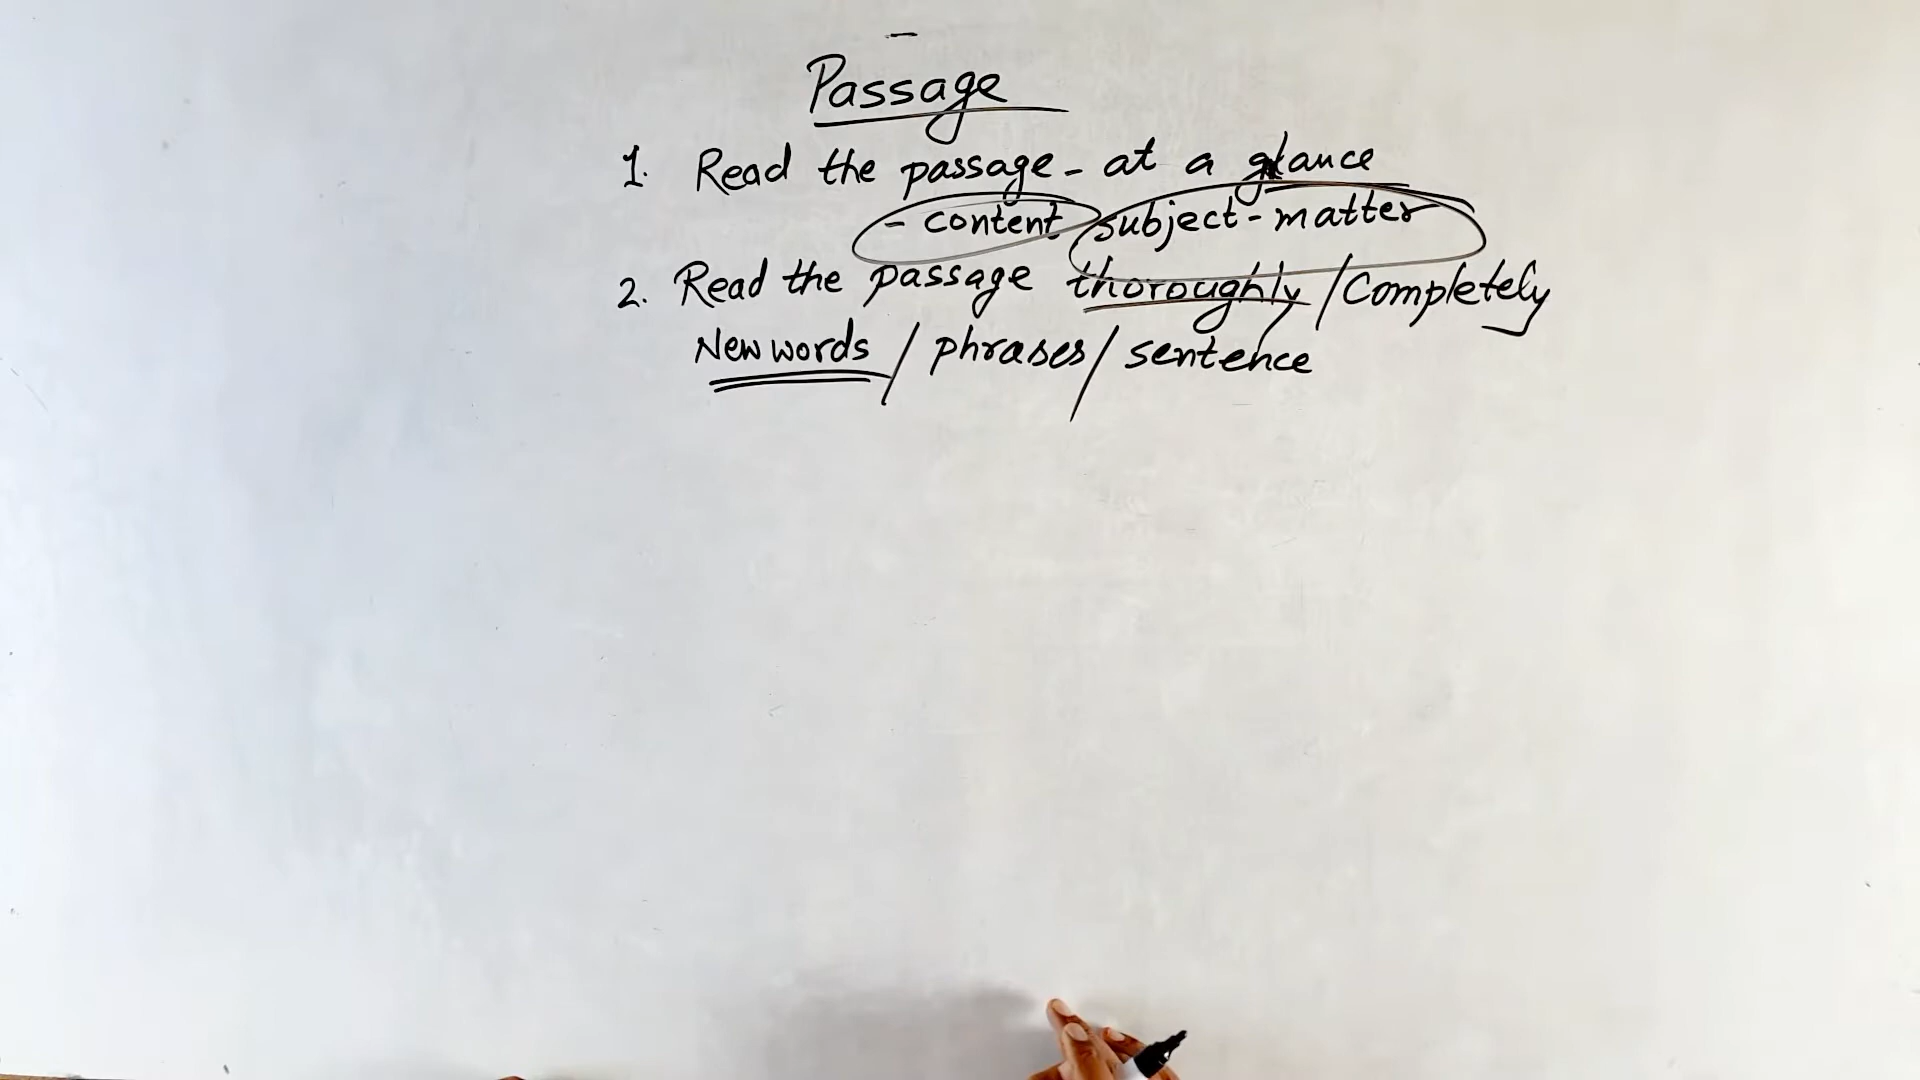 Passage
1. Read the passage - at a glance
- content subject-matter
2. Read the passage thoroughly / Completely
New words / phrases / sentence